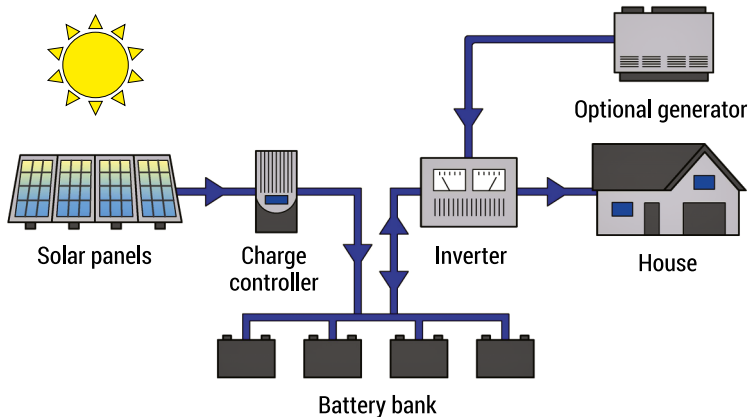 Optional generator
Solar panels
Charge
controller
Inverter
House
Battery bank